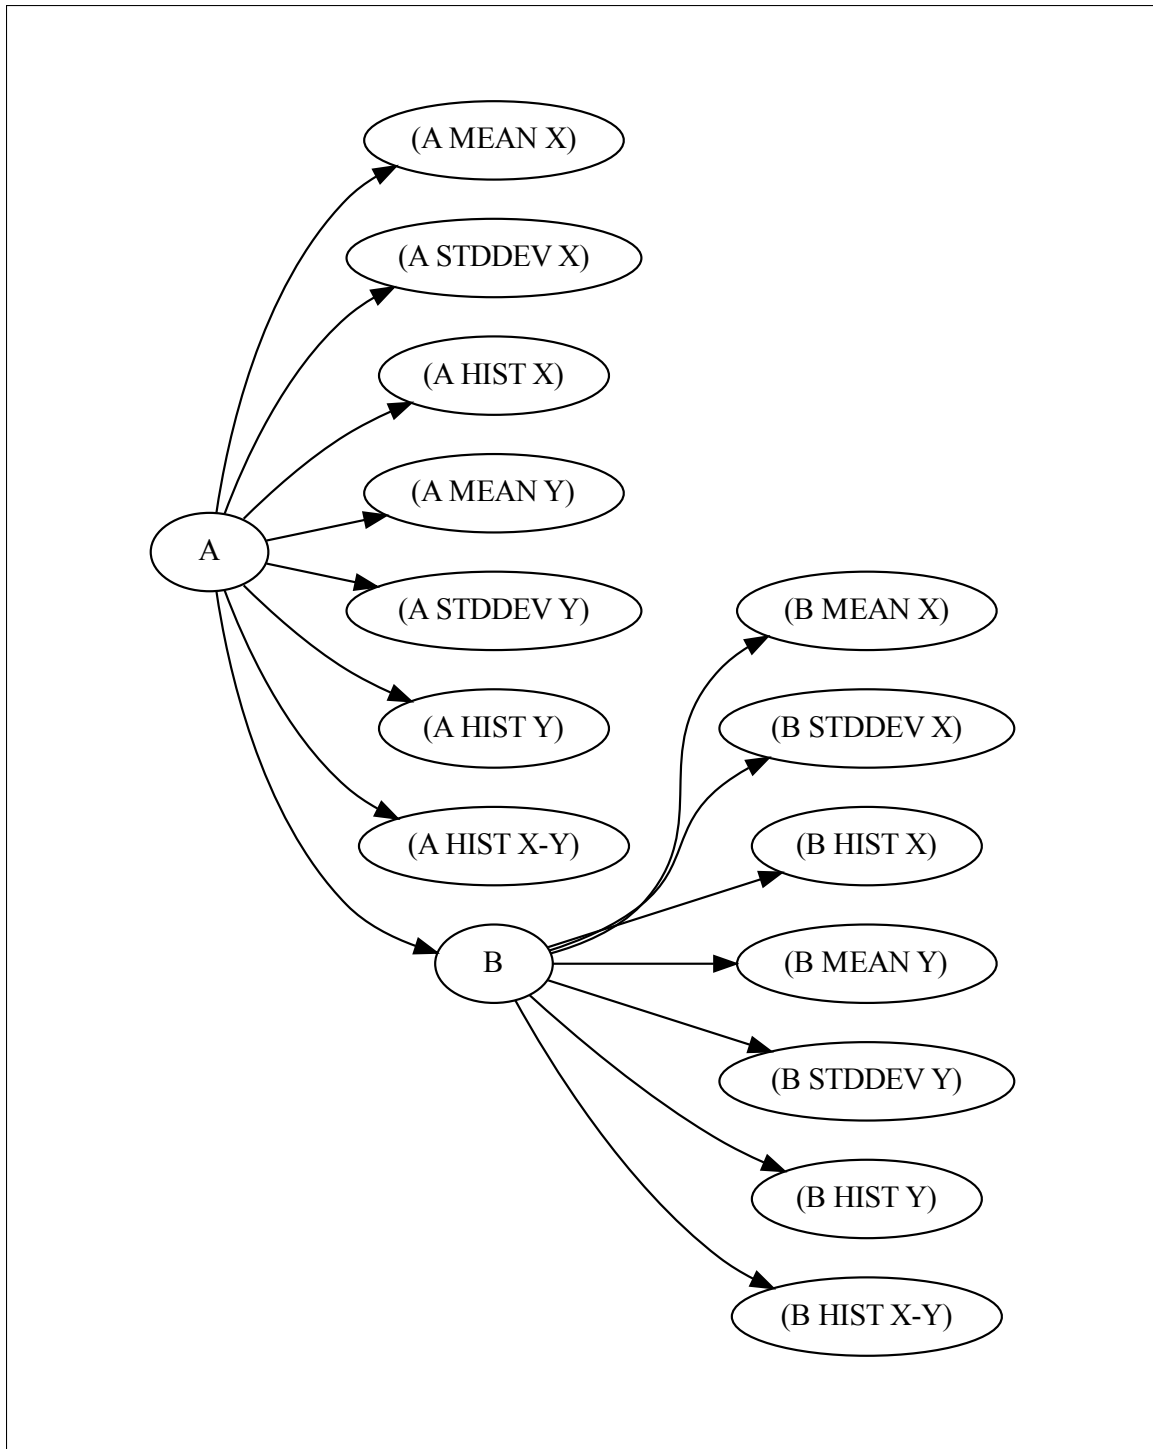 (A MEAN X)
(A STDDEV X)
(A HIST X)
(A MEAN Y)
A
(A STDDEV Y)
(B MEAN X)
(A HIST Y)
(B STDDEV X)
(A HIST X-Y)
(B HIST X)
B
(B MEAN Y)
(B STDDEV Y)
(B HIST Y)
(B HIST X-Y)